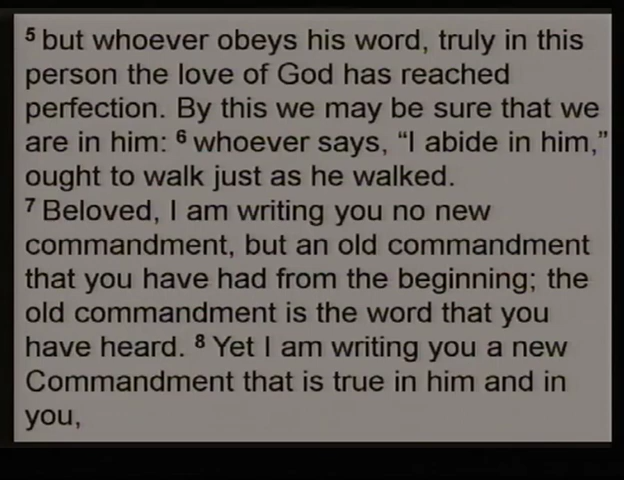 ⁵ but whoever obeys his word, truly in this
person the love of God has reached
perfection. By this we may be sure that we
are in him: ⁶ whoever says, “I abide in him,”
ought to walk just as he walked.
⁷ Beloved, I am writing you no new
commandment, but an old commandment
that you have had from the beginning; the
old commandment is the word that you
have heard. ⁸ Yet I am writing you a new
Commandment that is true in him and in
you,